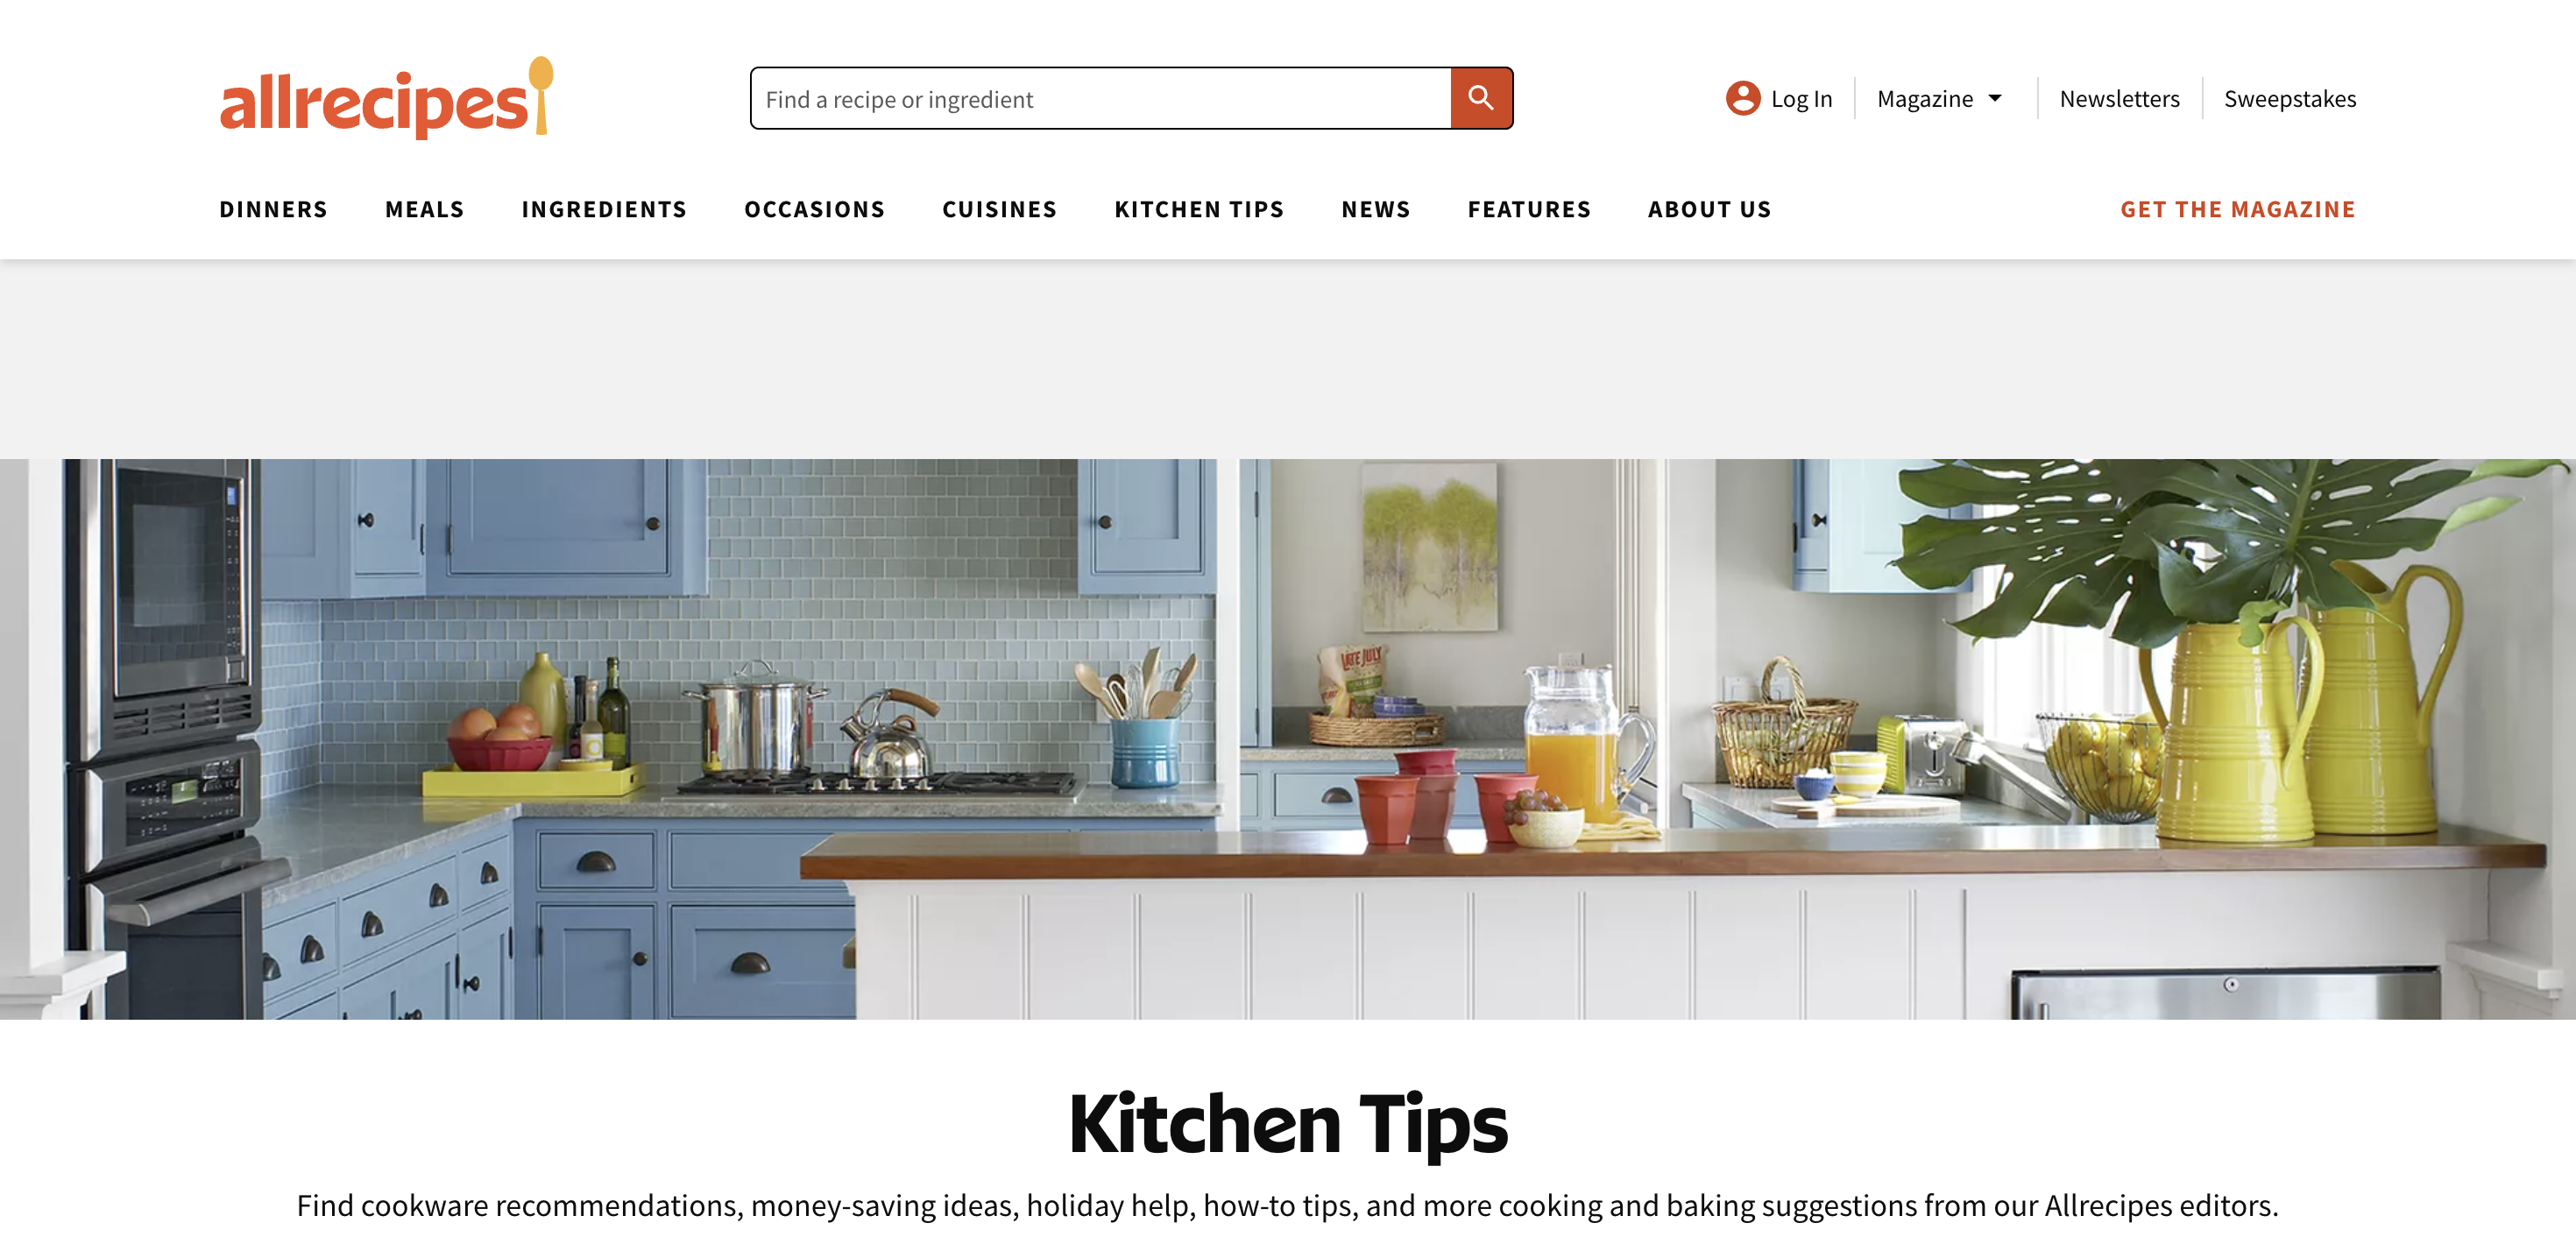 allrecipes
Find a recipe or ingredient
Log In
Magazine
Newsletters
Sweepstakes
DINNERS
MEALS
INGREDIENTS
OCCASIONS
CUISINES
KITCHEN TIPS
NEWS
FEATURES
ABOUT US
GET THE MAGAZINE
LATE JULY
Kitchen Tips
Find cookware recommendations, money-saving ideas, holiday help, how-to tips, and more cooking and baking suggestions from our Allrecipes editors.